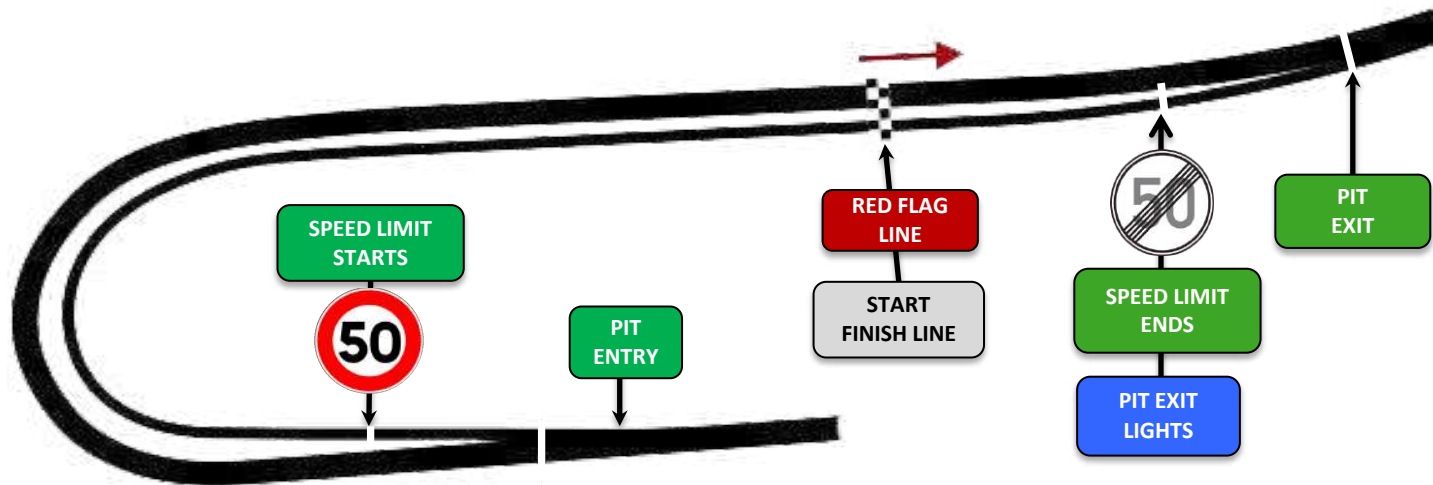 SPEED LIMIT
STARTS
50
PIT
ENTRY
RED FLAG
LINE
START
FINISH LINE
50
SPEED LIMIT
ENDS
PIT EXIT
LIGHTS
PIT
EXIT